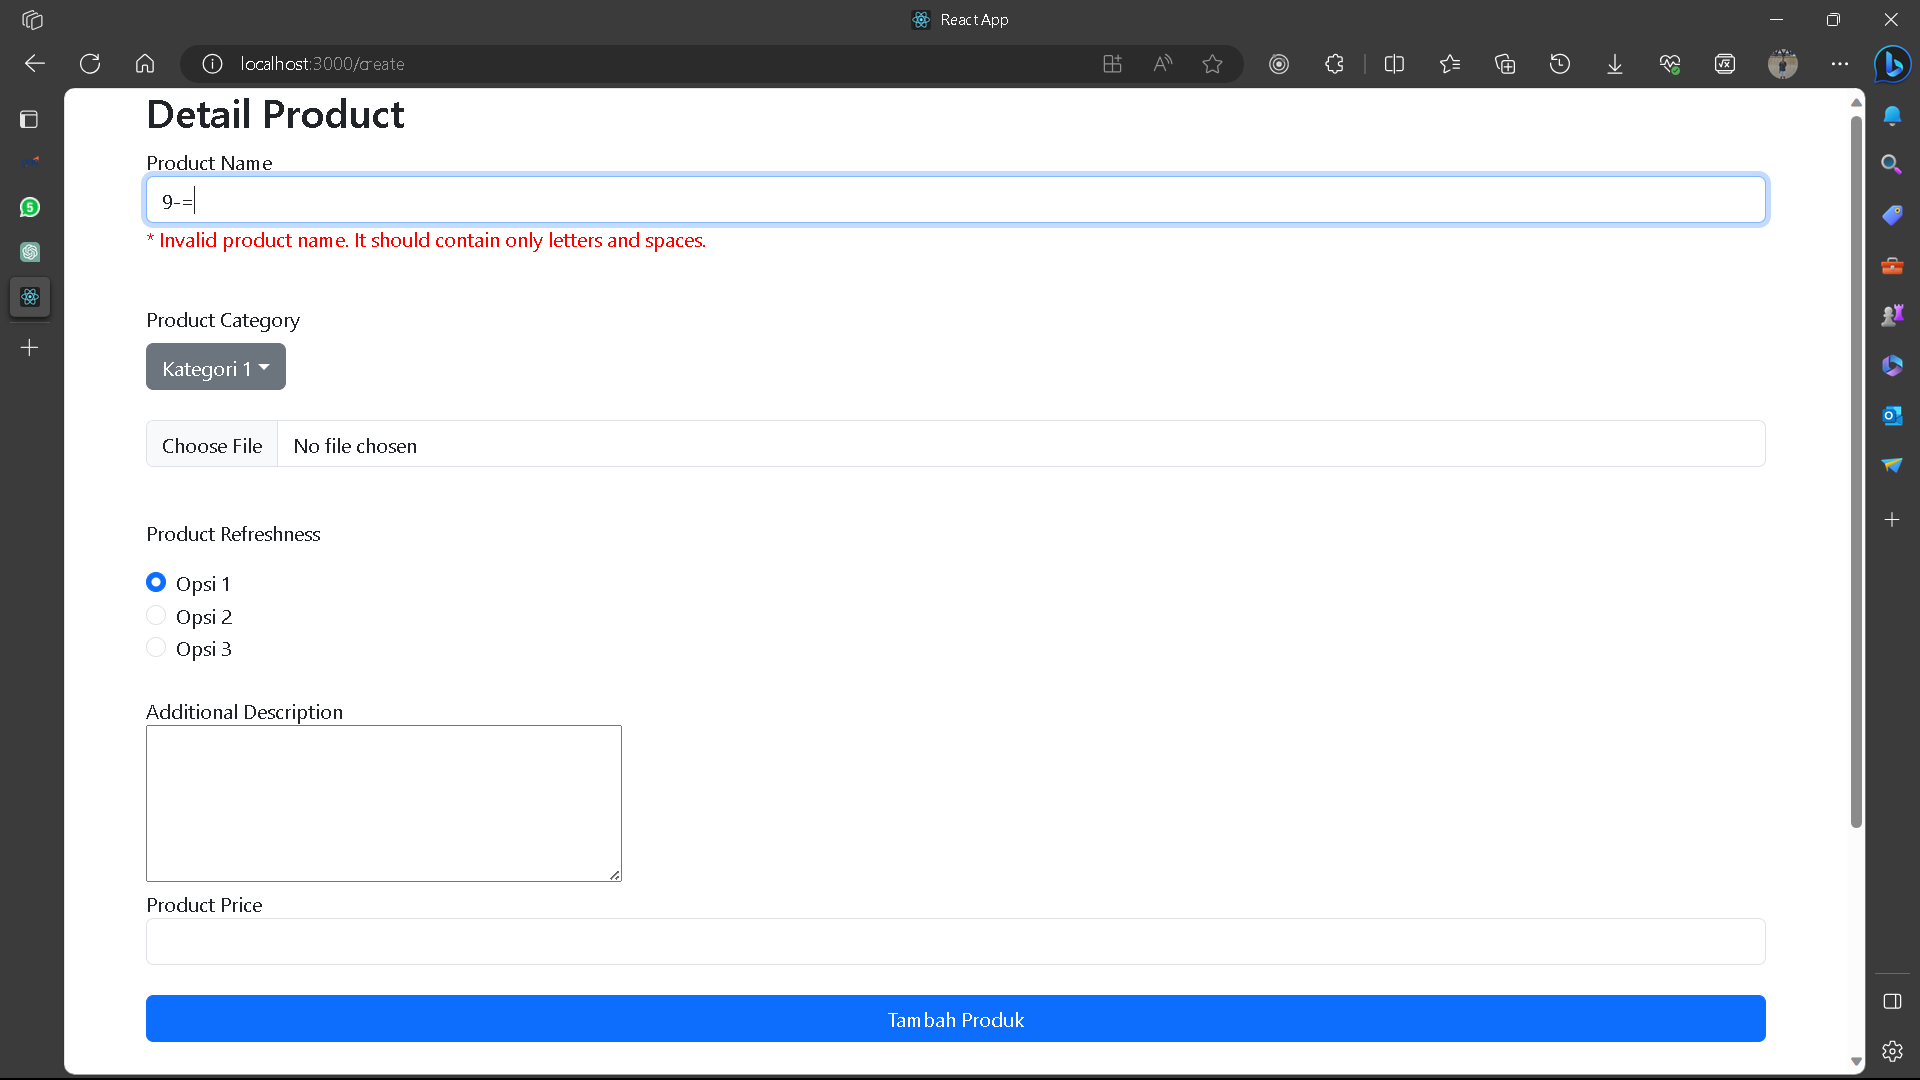 React App
localhost:3000/create
Detail Product
Product Name
9-=
* Invalid product name. It should contain only letters and spaces.
Product Category
Kategori 1
Choose File No file chosen
Product Refreshness
Opsi 1
Opsi 2
Opsi 3
Additional Description
Product Price
Tambah Produk
5